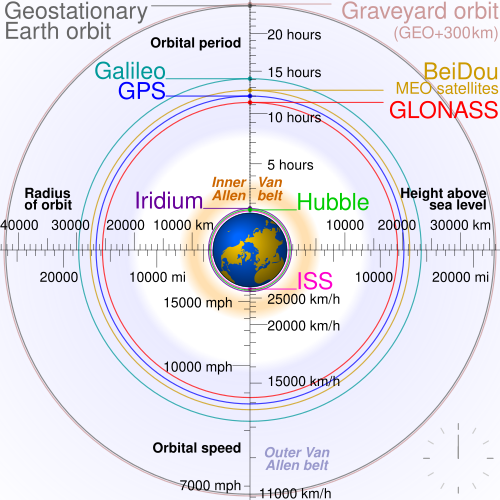 Geostationary
Earth orbit
Graveyard orbit
(GEO+300km)
Orbital period
20 hours
Galileo
15 hours
BeiDou
MEO satellites
GPS
GLONASS
10 hours
5 hours
Inner Van
Allen belt
Radius
of orbit
Iridium
Hubble
Height above
sea level
40000
30000
20000
10000 km
10000
20000
30000 km
20000
10000 mi
10000
20000 mi
ISS
15000 mph
25000 km/h
20000 km/h
10000 mph
15000 km/h
Orbital speed
Outer Van
Allen belt
7000 mph
11000 km/h